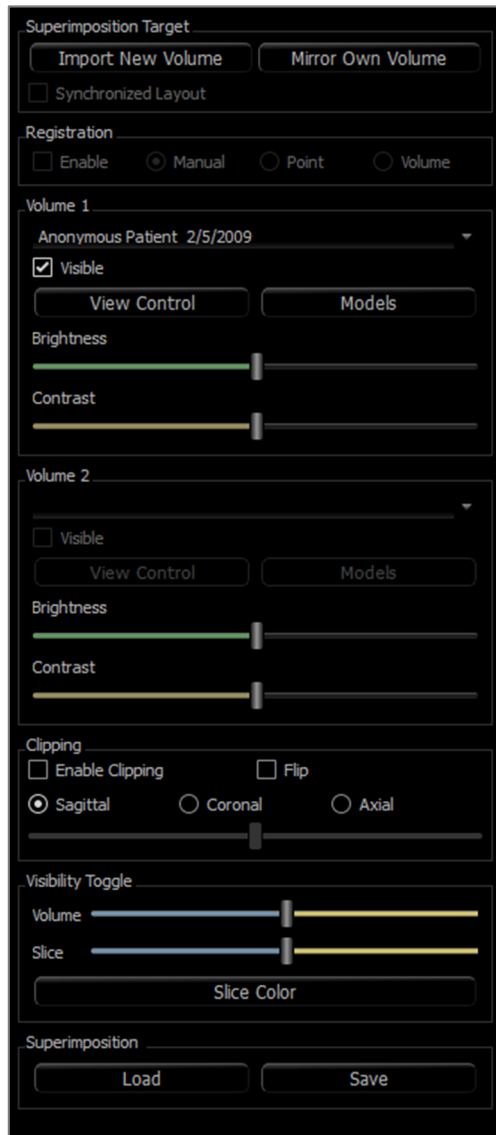 Superimposition Target
Import New Volume Mirror Own Volume
Synchronized Layout
Registration
Enable Manual Point Volume
Volume 1
Anonymous Patient 2/5/2009
Visible
View Control Models
Brightness
Contrast
Volume 2
Visible
View Control Models
Brightness
Contrast
Clipping
Enable Clipping Flip
Sagittal Coronal Axial
Visibility Toggle
Volume
Slice
Slice Color
Superimposition
Load Save